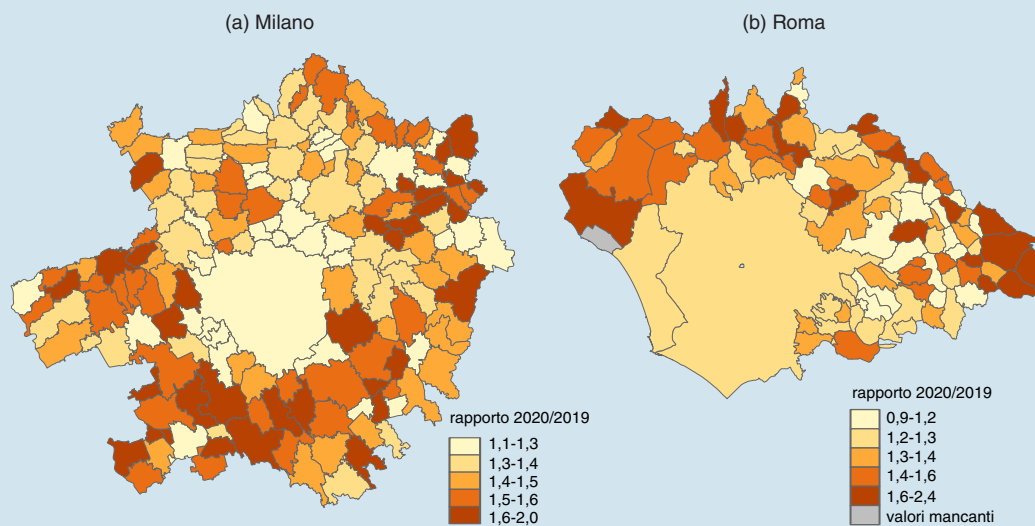 (a) Milano
(b) Roma
rapporto 2020/2019
1,1-1,3
1,3-1,4
1,4-1,5
1,5-1,6
1,6-2,0
rapporto 2020/2019
0,9-1,2
1,2-1,3
1,3-1,4
1,4-1,6
1,6-2,4
valori mancanti